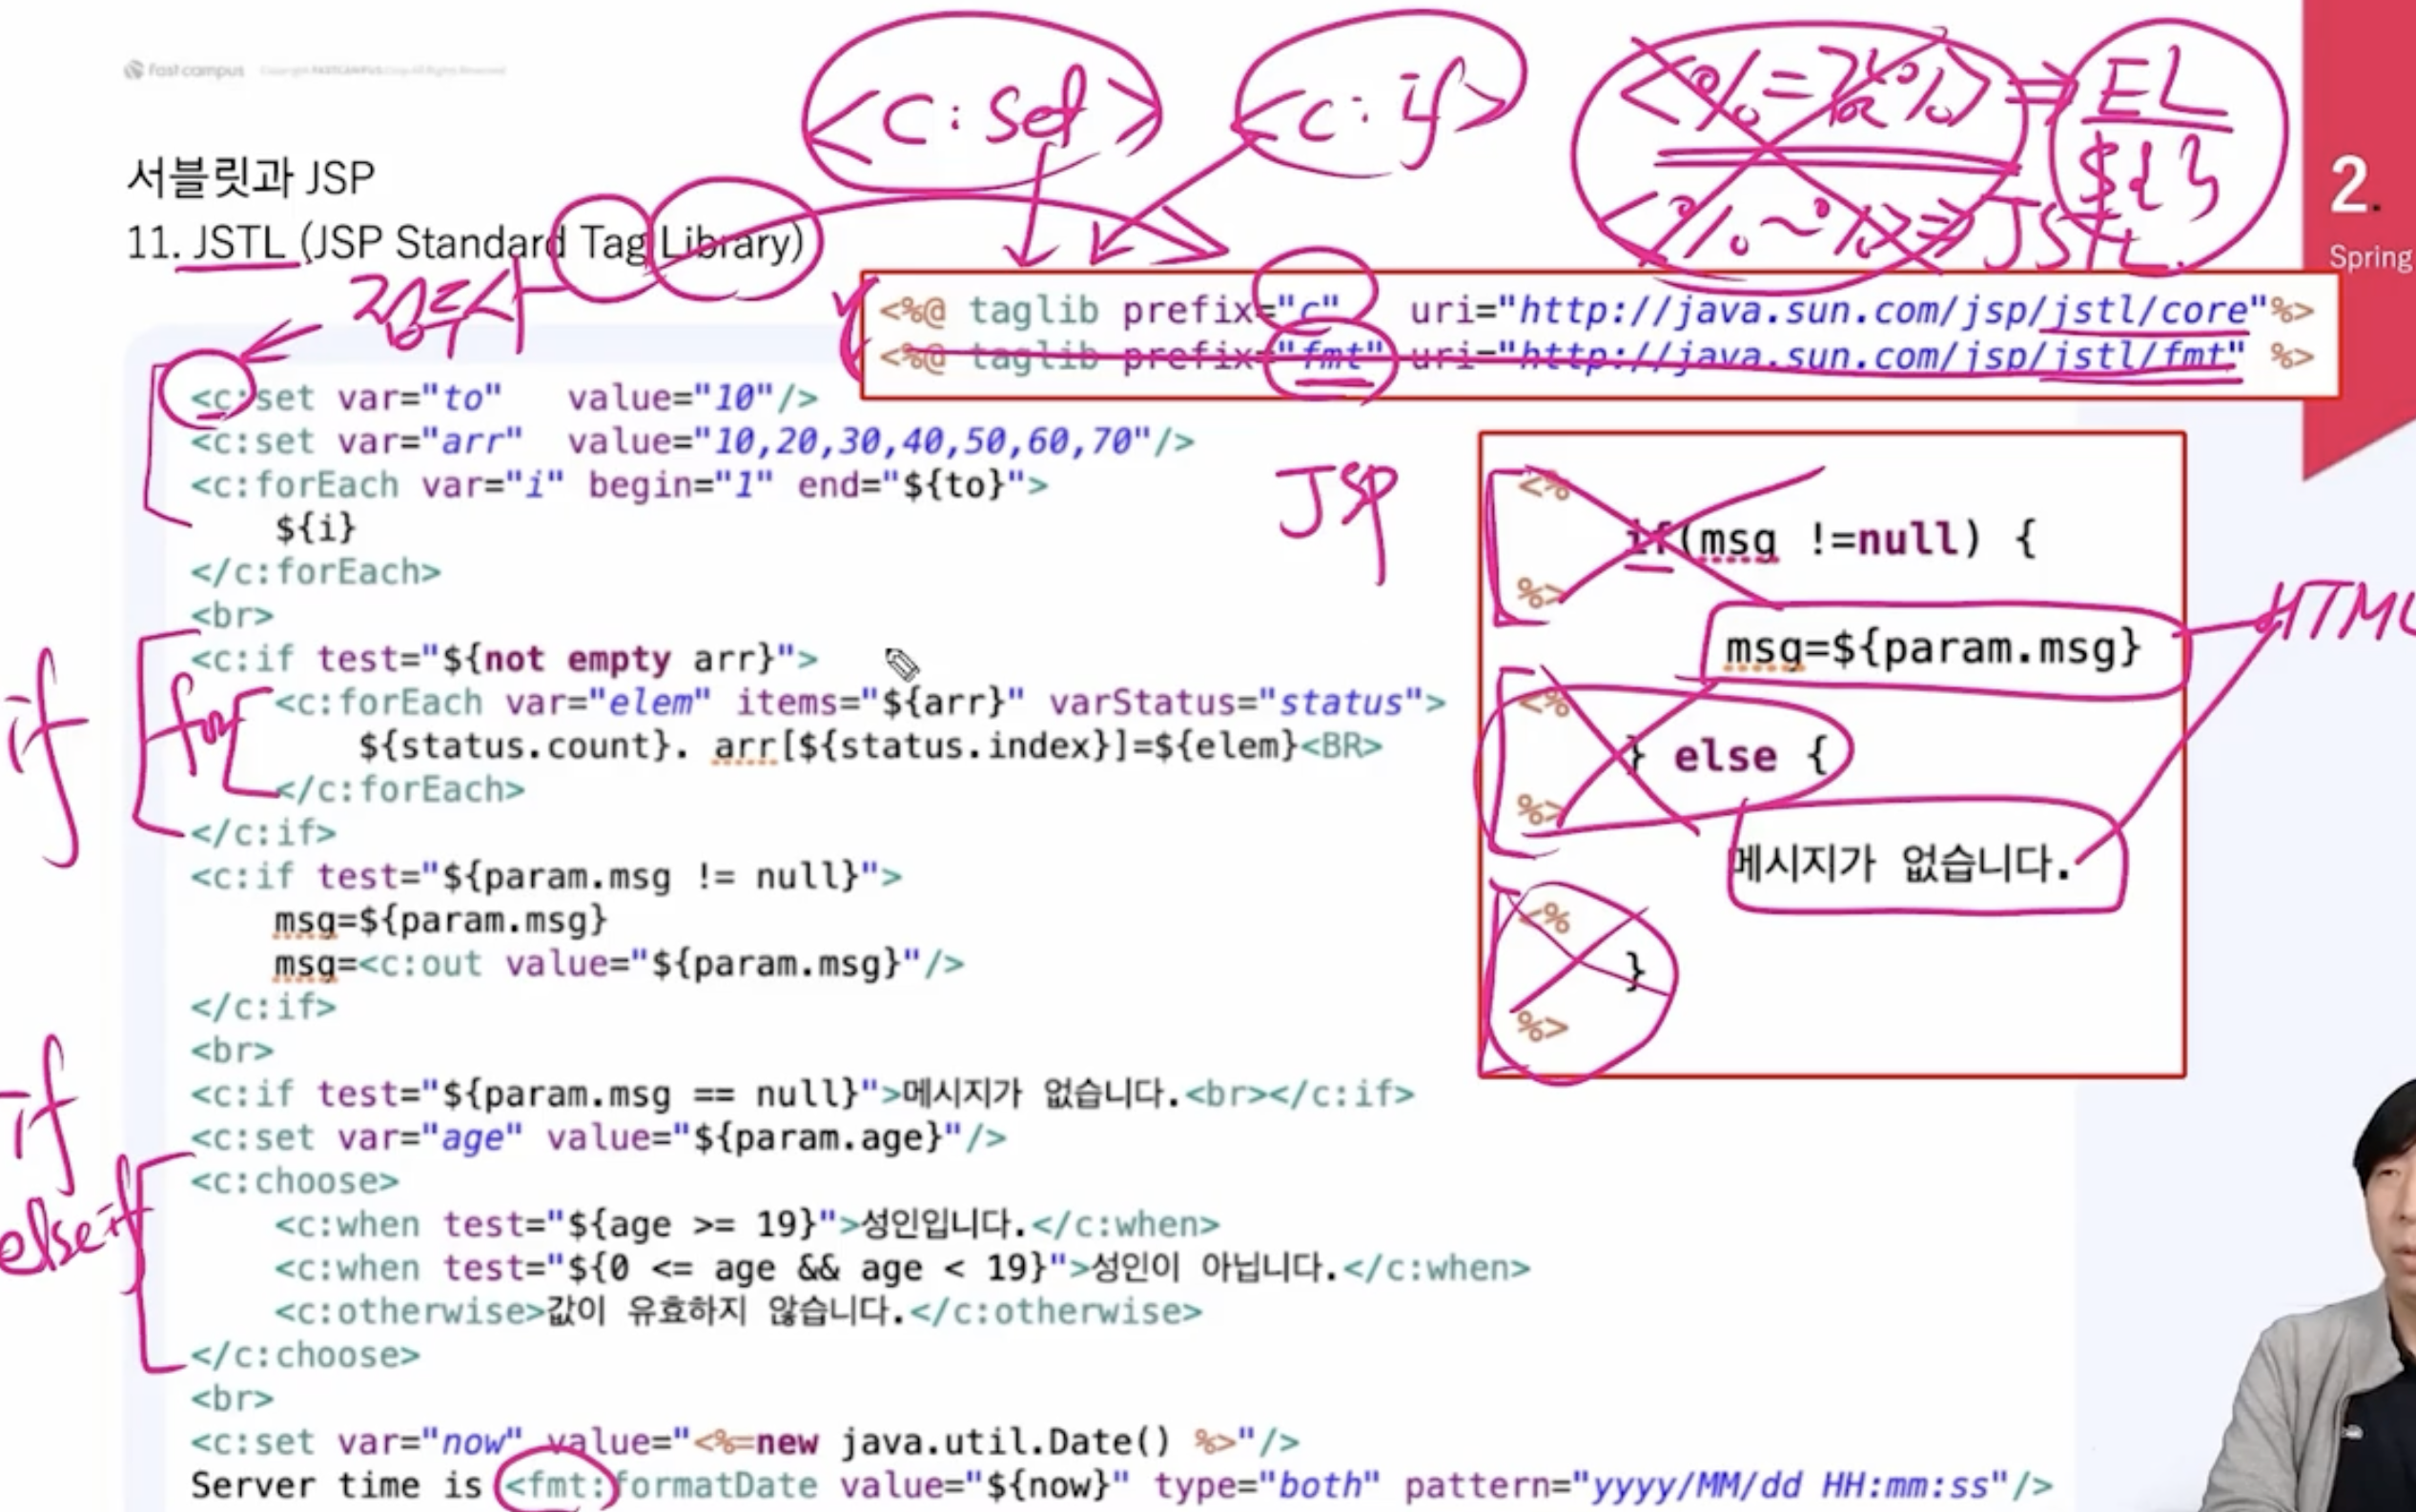 fast campus Copyright FASTCAMPUS Corp. All Rights Reserved
<c:set> <c:if> <%=값%> => EL
${}
<%~%> => JSTL
서블릿과 JSP
2.
11. JSTL (JSP Standard Tag Library)
Spring
접두사
<%@ taglib prefix="c"   uri="http://java.sun.com/jsp/jstl/core"%>
<%@ taglib prefix="fmt" uri="http://java.sun.com/jsp/jstl/fmt" %>
<c:set var="to"   value="10"/>
<c:set var="arr"  value="10,20,30,40,50,60,70"/>
<c:forEach var="i" begin="1" end="${to}">
    ${i}
</c:forEach>
<br>
if
<c:if test="${not empty arr}">
for
    <c:forEach var="elem" items="${arr}" varStatus="status">
        ${status.count}. arr[${status.index}]=${elem}<BR>
    </c:forEach>
</c:if>
<c:if test="${param.msg != null}">
    msg=${param.msg}
    msg=<c:out value="${param.msg}"/>
</c:if>
<br>
if
<c:if test="${param.msg == null}">메시지가 없습니다.<br></c:if>
<c:set var="age" value="${param.age}"/>
else if
<c:choose>
    <c:when test="${age >= 19}">성인입니다.</c:when>
    <c:when test="${0 <= age && age < 19}">성인이 아닙니다.</c:when>
    <c:otherwise>값이 유효하지 않습니다.</c:otherwise>
</c:choose>
<br>
<c:set var="now" value="<%=new java.util.Date() %>"/>
Server time is <fmt:formatDate value="${now}" type="both" pattern="yyyy/MM/dd HH:mm:ss"/>
JSP
<%
    if(msg !=null) {
%>
        msg=${param.msg}
HTML
<%
    } else {
%>
        메시지가 없습니다.
<%
    }
%>